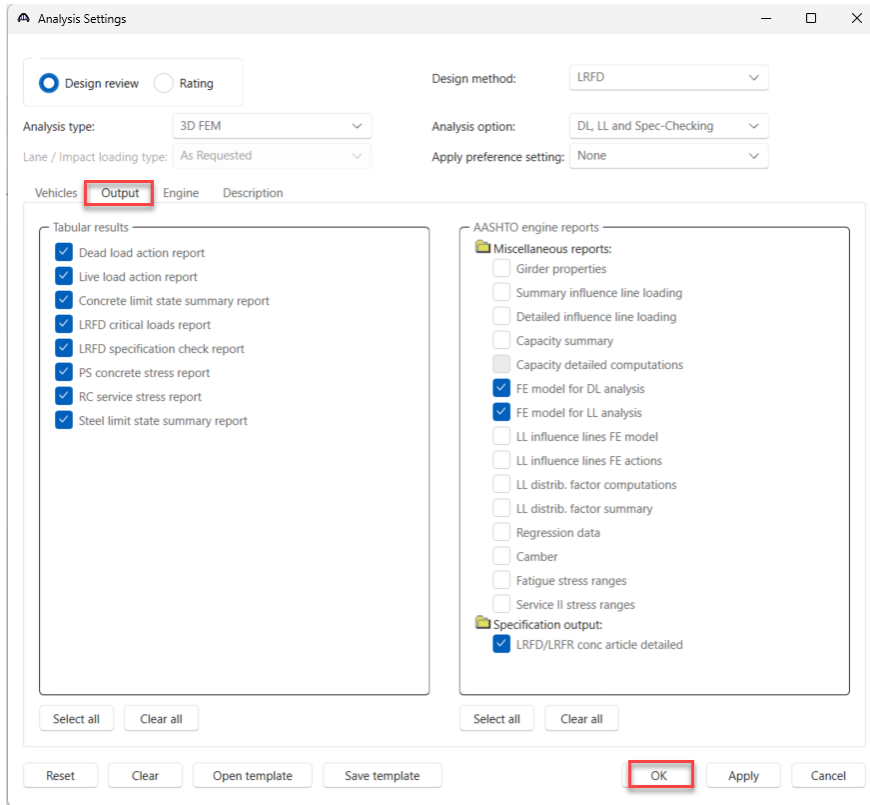 Analysis Settings
Design review
Rating
Design method:
LRFD
Analysis type:
3D FEM
Analysis option:
DL, LL and Spec-Checking
Lane / Impact loading type:
As Requested
Apply preference setting:
None
Vehicles
Output
Engine
Description
Tabular results
Dead load action report
Live load action report
Concrete limit state summary report
LRFD critical loads report
LRFD specification check report
PS concrete stress report
RC service stress report
Steel limit state summary report
Select all
Clear all
AASHTO engine reports
Miscellaneous reports:
Girder properties
Summary influence line loading
Detailed influence line loading
Capacity summary
Capacity detailed computations
FE model for DL analysis
FE model for LL analysis
LL influence lines FE model
LL influence lines FE actions
LL distrib. factor computations
LL distrib. factor summary
Regression data
Camber
Fatigue stress ranges
Service II stress ranges
Specification output:
LRFD/LRFR conc article detailed
Select all
Clear all
Reset
Clear
Open template
Save template
OK
Apply
Cancel